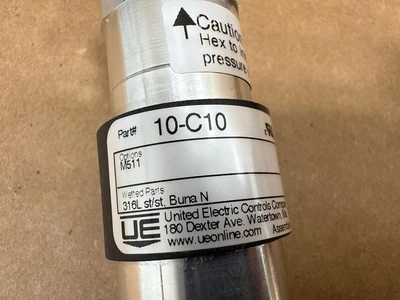 Caution
Hex to
pressure
Part# 10-C10
Options
M511
Wetted Parts
316L st/st, Buna N
UE United Electric Controls
180 Dexter Ave. Watertown,
www.ueonline.com